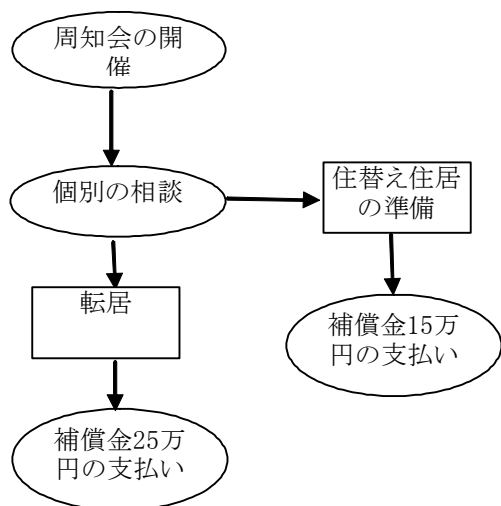 周知会の開
催
個別の相談
住替え住居
の準備
転居
補償金15万
円の支払い
補償金25万
円の支払い